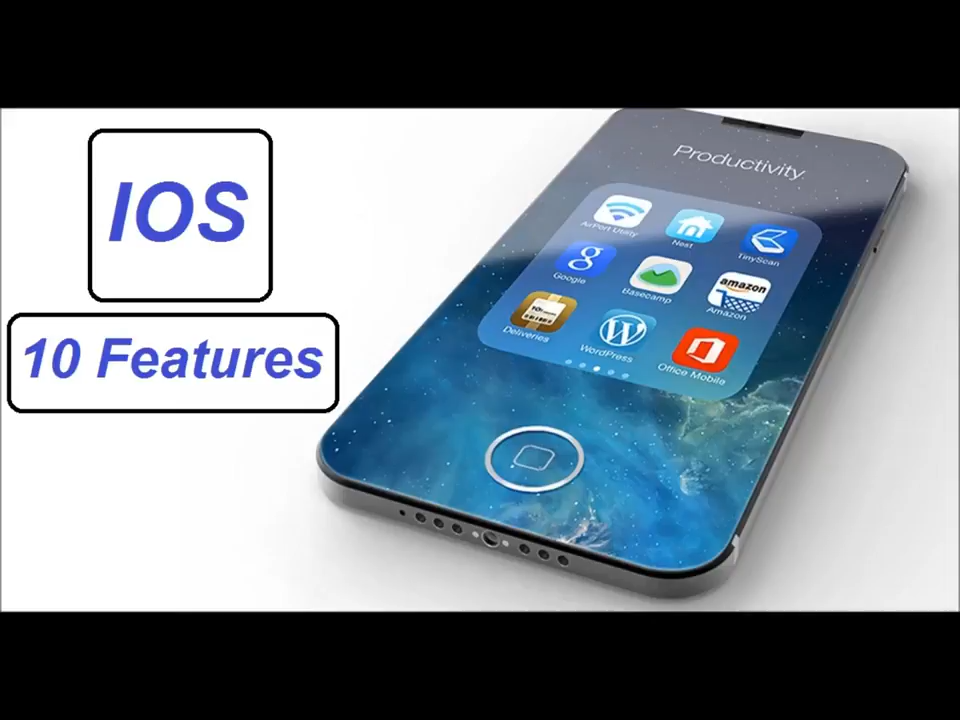 IOS
10 Features
Productivity
AirPort Utility
Nest
TinyScan
Google
Basecamp
amazon
Amazon
Deliveries
WordPress
Office Mobile